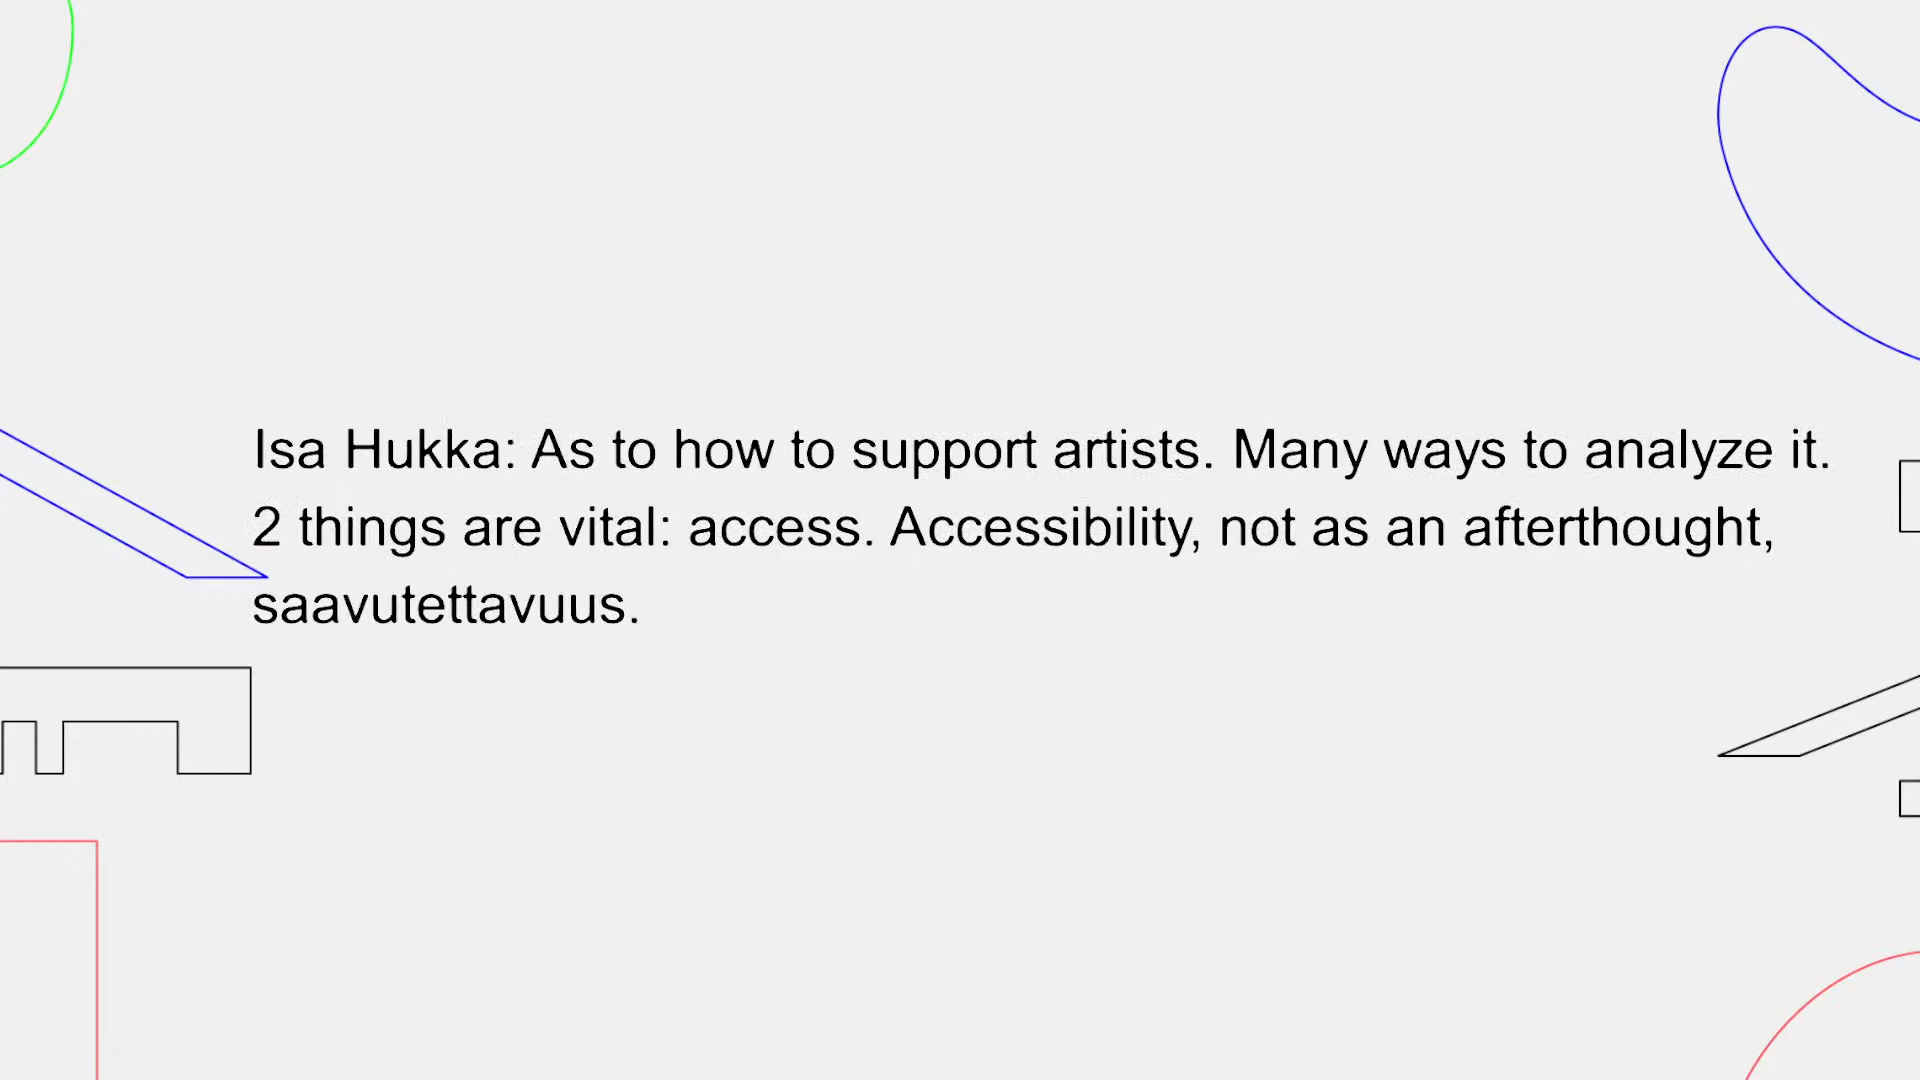 Isa Hukka: As to how to support artists. Many ways to analyze it.
2 things are vital: access. Accessibility, not as an afterthought,
saavutettavuus.